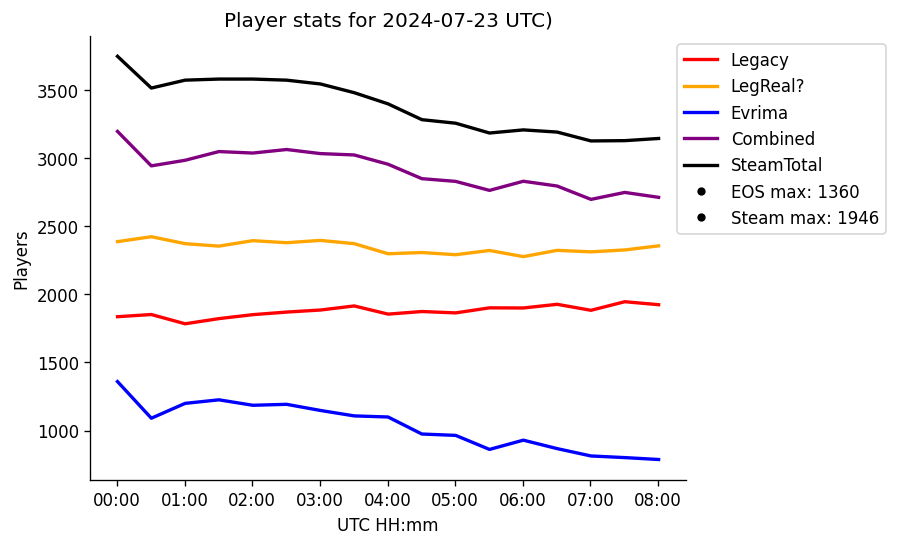 Player stats for 2024-07-23 UTC)
Players
3500
3000
2500
2000
1500
1000
00:00 01:00 02:00 03:00 04:00 05:00 06:00 07:00 08:00
UTC HH:mm
Legacy
LegReal?
Evrima
Combined
SteamTotal
EOS max: 1360
Steam max: 1946